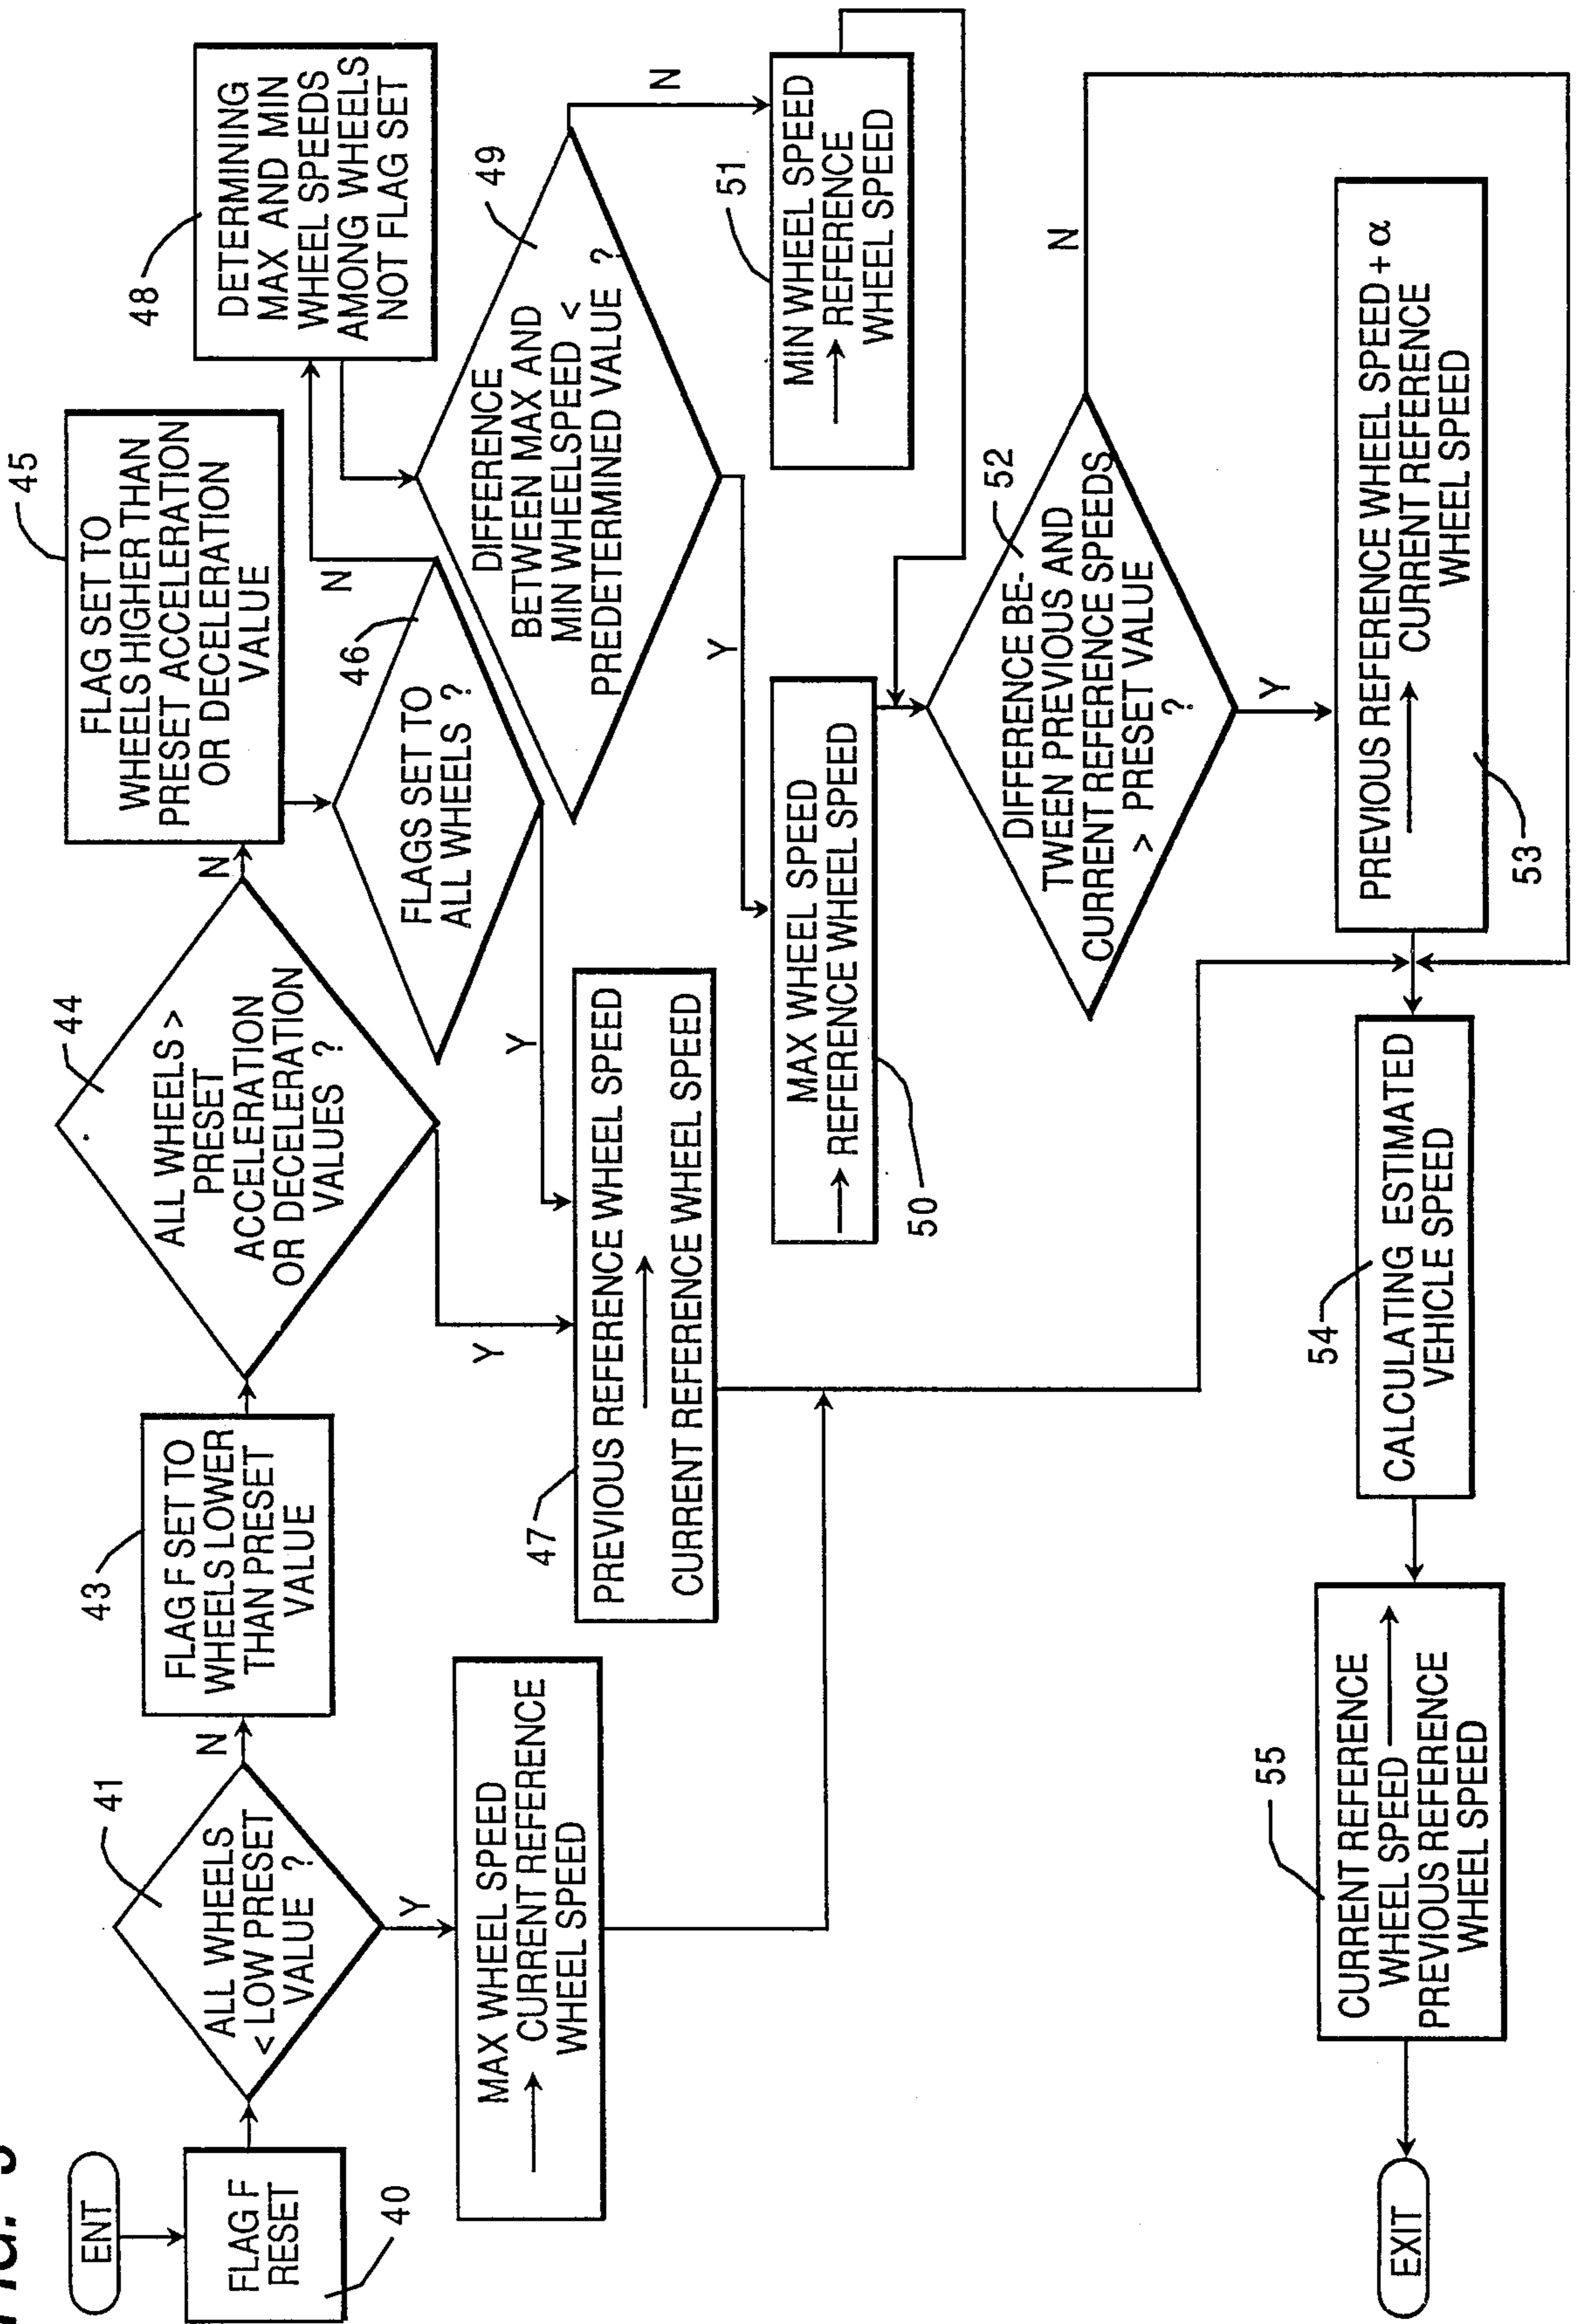 ENT
FLAG F
RESET
40
41
ALL WHEELS
< LOW PRESET
VALUE ?
N
Y
MAX WHEEL SPEED
→ CURRENT REFERENCE
WHEEL SPEED
43
FLAG F SET TO
WHEELS LOWER
THAN PRESET
VALUE
44
ALL WHEELS >
PRESET
ACCELERATION
OR DECELERATION
VALUES ?
N
Y
45
FLAG SET TO
WHEELS HIGHER THAN
PRESET ACCELERATION
OR DECELERATION
VALUE
46
FLAGS SET TO
ALL WHEELS ?
N
Y
47
PREVIOUS REFERENCE WHEEL SPEED
→
CURRENT REFERENCE WHEEL SPEED
48
DETERMINING
MAX AND MIN
WHEEL SPEEDS
AMONG WHEELS
NOT FLAG SET
49
DIFFERENCE
BETWEEN MAX AND
MIN WHEELSPEED <
PREDETERMINED VALUE ?
N
Y
MAX WHEEL SPEED
→ REFERENCE WHEEL SPEED
50
51
MIN WHEEL SPEED
→ REFERENCE
WHEEL SPEED
52
DIFFERENCE BE-
TWEEN PREVIOUS AND
CURRENT REFERENCE SPEEDS
> PRESET VALUE
?
N
Y
PREVIOUS REFERENCE WHEEL SPEED + α
→ CURRENT REFERENCE
WHEEL SPEED
53
54
CALCULATING ESTIMATED
VEHICLE SPEED
55
CURRENT REFERENCE
WHEEL SPEED →
PREVIOUS REFERENCE
WHEEL SPEED
EXIT